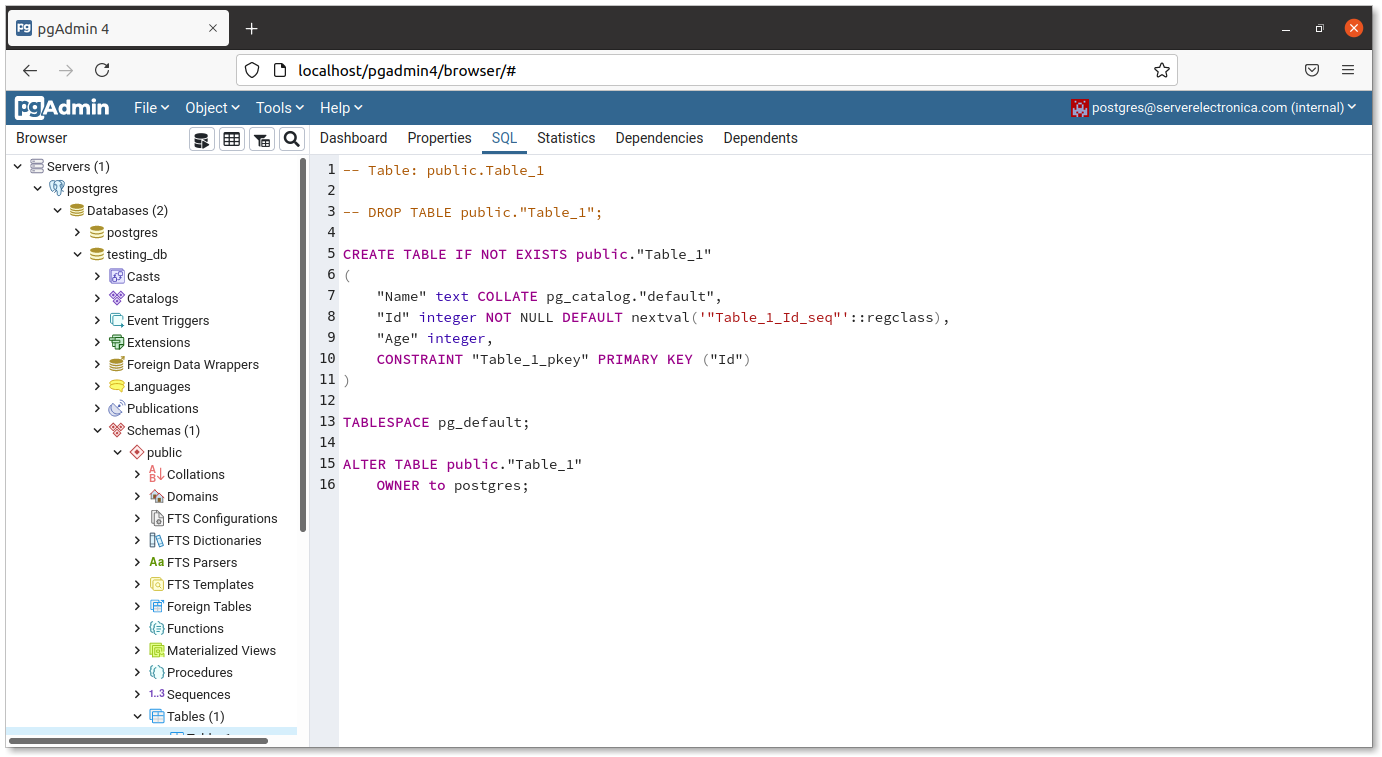 pgAdmin 4
localhost/pgadmin4/browser/#
pgAdmin File Object Tools Help postgres@serverelectronica.com (internal)
Browser
Dashboard Properties SQL Statistics Dependencies Dependents
Servers (1)
postgres
Databases (2)
postgres
testing_db
Casts
Catalogs
Event Triggers
Extensions
Foreign Data Wrappers
Languages
Publications
Schemas (1)
public
Collations
Domains
FTS Configurations
FTS Dictionaries
Aa FTS Parsers
FTS Templates
Foreign Tables
Functions
Materialized Views
Procedures
1..3 Sequences
Tables (1)
1 -- Table: public.Table_1
2
3 -- DROP TABLE public."Table_1";
4
5 CREATE TABLE IF NOT EXISTS public."Table_1"
6 (
7 "Name" text COLLATE pg_catalog."default",
8 "Id" integer NOT NULL DEFAULT nextval('"Table_1_Id_seq"'::regclass),
9 "Age" integer,
10 CONSTRAINT "Table_1_pkey" PRIMARY KEY ("Id")
11 )
12
13 TABLESPACE pg_default;
14
15 ALTER TABLE public."Table_1"
16 OWNER to postgres;